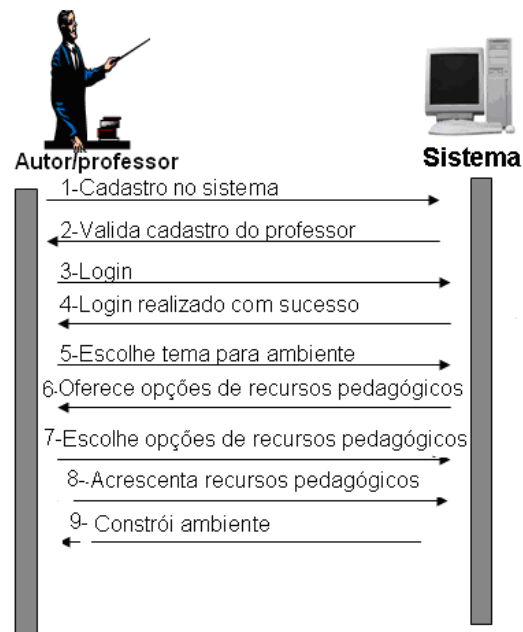 Autor/professor
Sistema
1-Cadastro no sistema
2-Valida cadastro do professor
3-Login
4-Login realizado com sucesso
5-Escolhe tema para ambiente
6-Oferece opções de recursos pedagógicos
7-Escolhe opções de recursos pedagógicos
8-.Acrescenta recursos pedagógicos
9- Constrói ambiente